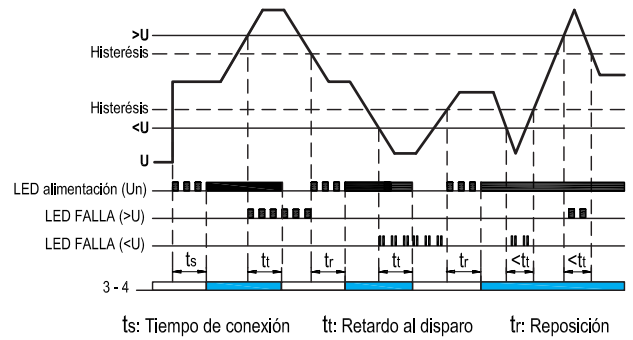 >U
Histérésis
Histerésis
<U
U
LED alimentación (Un)
LED FALLA (>U)
LED FALLA (<U)
ts tt tr tt tr <tt <tt
3 - 4
ts: Tiempo de conexión tt: Retardo al disparo tr: Reposición